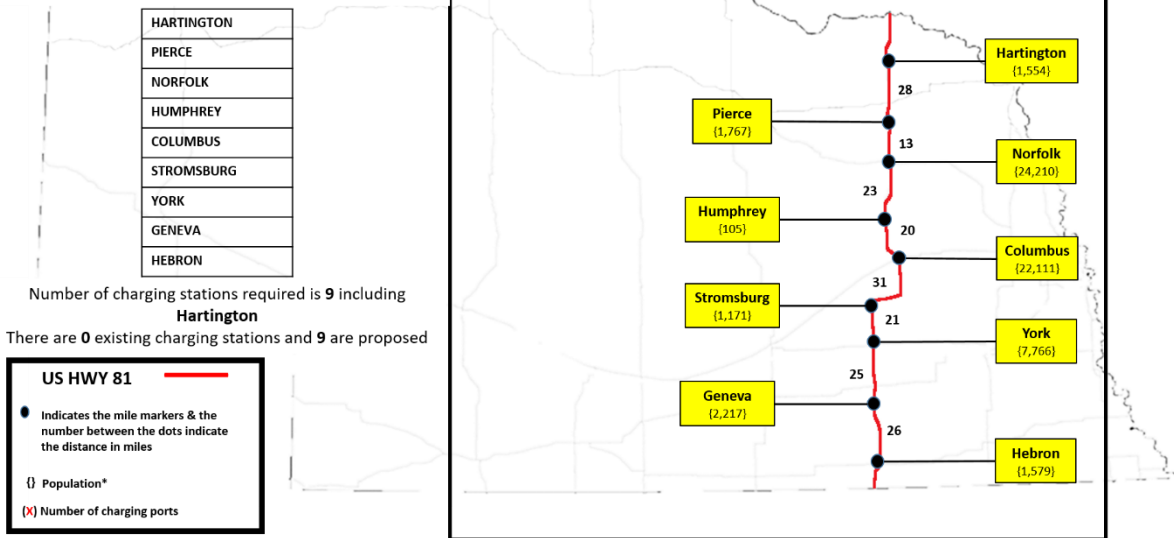 HARTINGTON
PIERCE
NORFOLK
HUMPHREY
COLUMBUS
STROMSBURG
YORK
GENEVA
HEBRON
Number of charging stations required is 9 including
Hartington
There are 0 existing charging stations and 9 are proposed
US HWY 81
Indicates the mile markers & the
number between the dots indicate
the distance in miles
{} Population*
(X) Number of charging ports
Hartington
{1,554}
28
Pierce
{1,767}
13
Norfolk
{24,210}
23
Humphrey
{105}
20
Columbus
{22,111}
31
Stromsburg
{1,171}
21
York
{7,766}
25
Geneva
{2,217}
26
Hebron
{1,579}